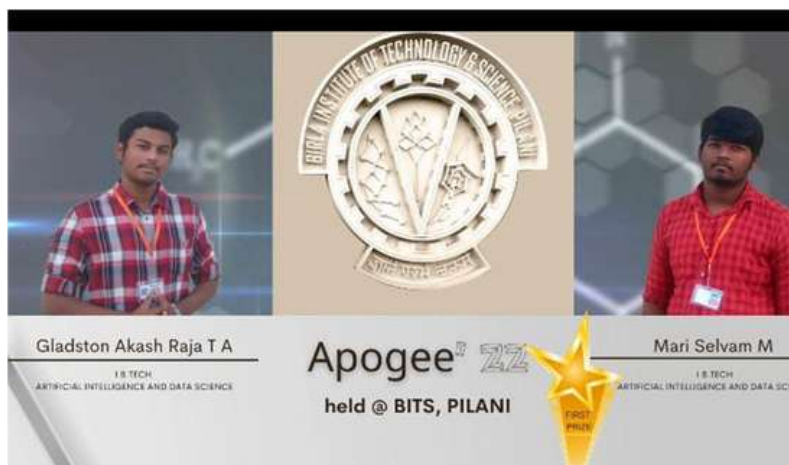 BIRLA INSTITUTE OF TECHNOLOGY & SCIENCE PILANI
Gladston Akash Raja T A
I B.TECH
ARTIFICIAL INTELLIGENCE AND DATA SCIENCE
Apogee '22
held @ BITS, PILANI
FIRST
PRIZE
Mari Selvam M
I B.TECH
ARTIFICIAL INTELLIGENCE AND DATA SC